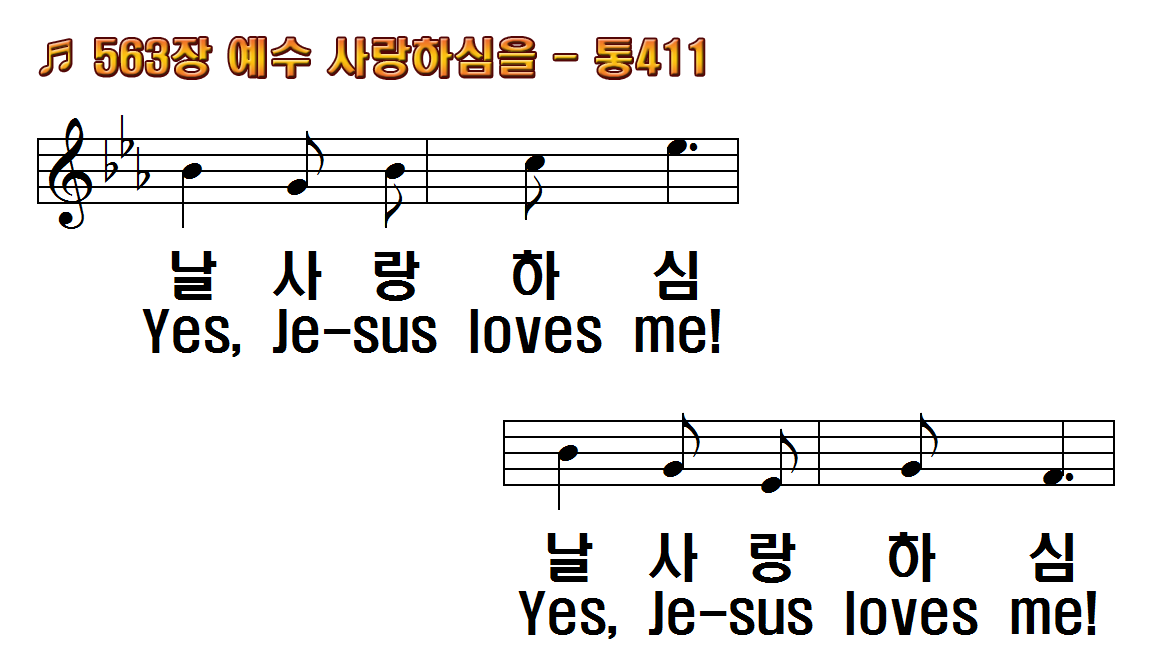 ♬ 563장 예수 사랑하심을 - 통411
날 사 랑 하 심
Yes, Je-sus loves me!
날 사 랑 하 심
Yes, Je-sus loves me!